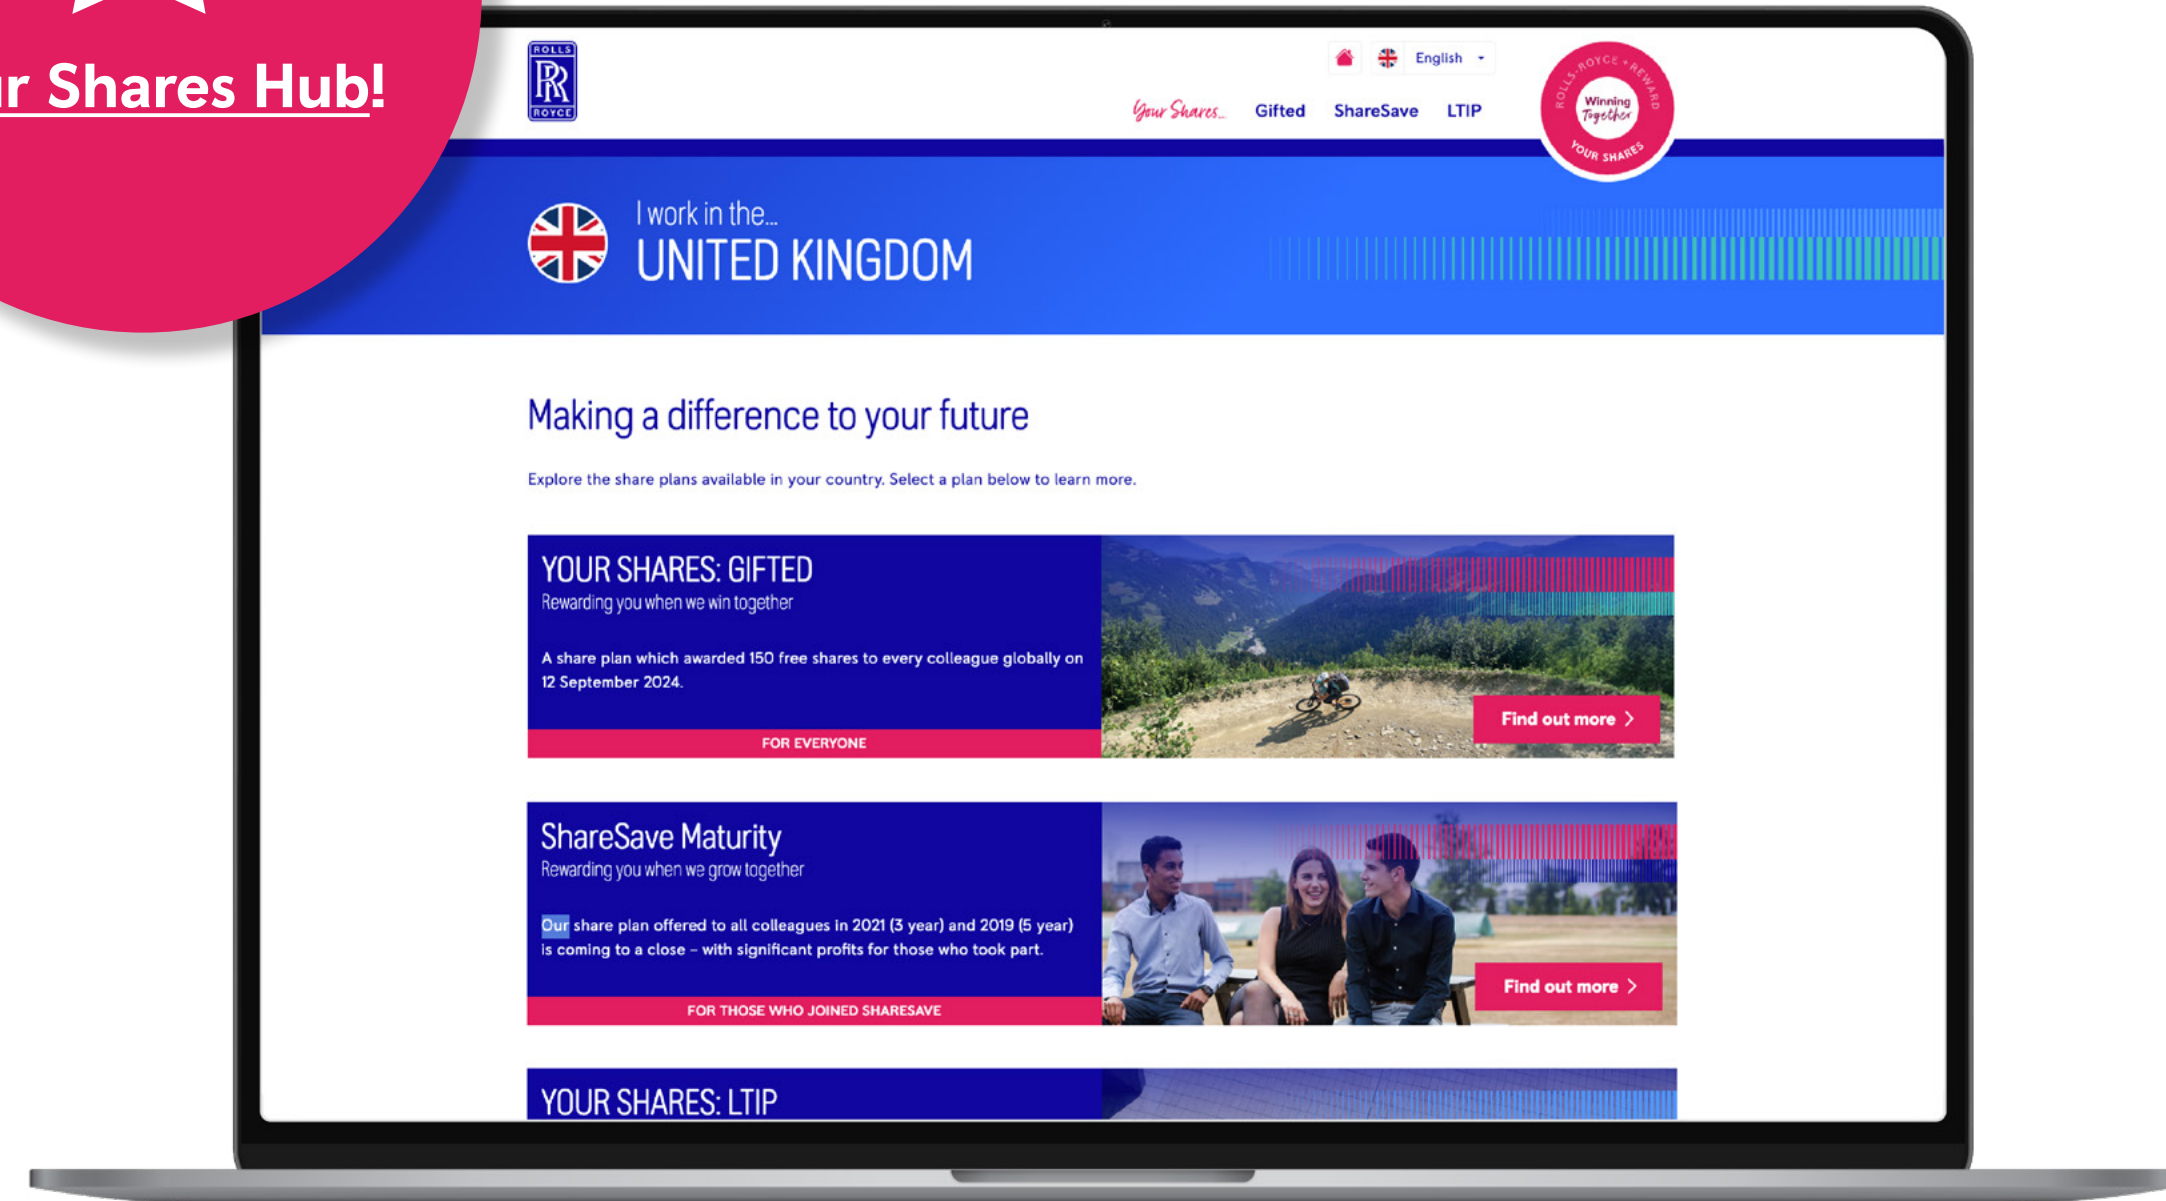 r Shares Hub!
ROLLS
RR
ROYCE
English
Your Shares...
Gifted
ShareSave
LTIP
ROLLS-ROYCE + REWARD
Winning
Together
YOUR SHARES
I work in the...
UNITED KINGDOM
Making a difference to your future
Explore the share plans available in your country. Select a plan below to learn more.
YOUR SHARES: GIFTED
Rewarding you when we win together
A share plan which awarded 150 free shares to every colleague globally on
12 September 2024.
FOR EVERYONE
Find out more
ShareSave Maturity
Rewarding you when we grow together
Our share plan offered to all colleagues in 2021 (3 year) and 2019 (5 year)
is coming to a close – with significant profits for those who took part.
FOR THOSE WHO JOINED SHARESAVE
Find out more
YOUR SHARES: LTIP